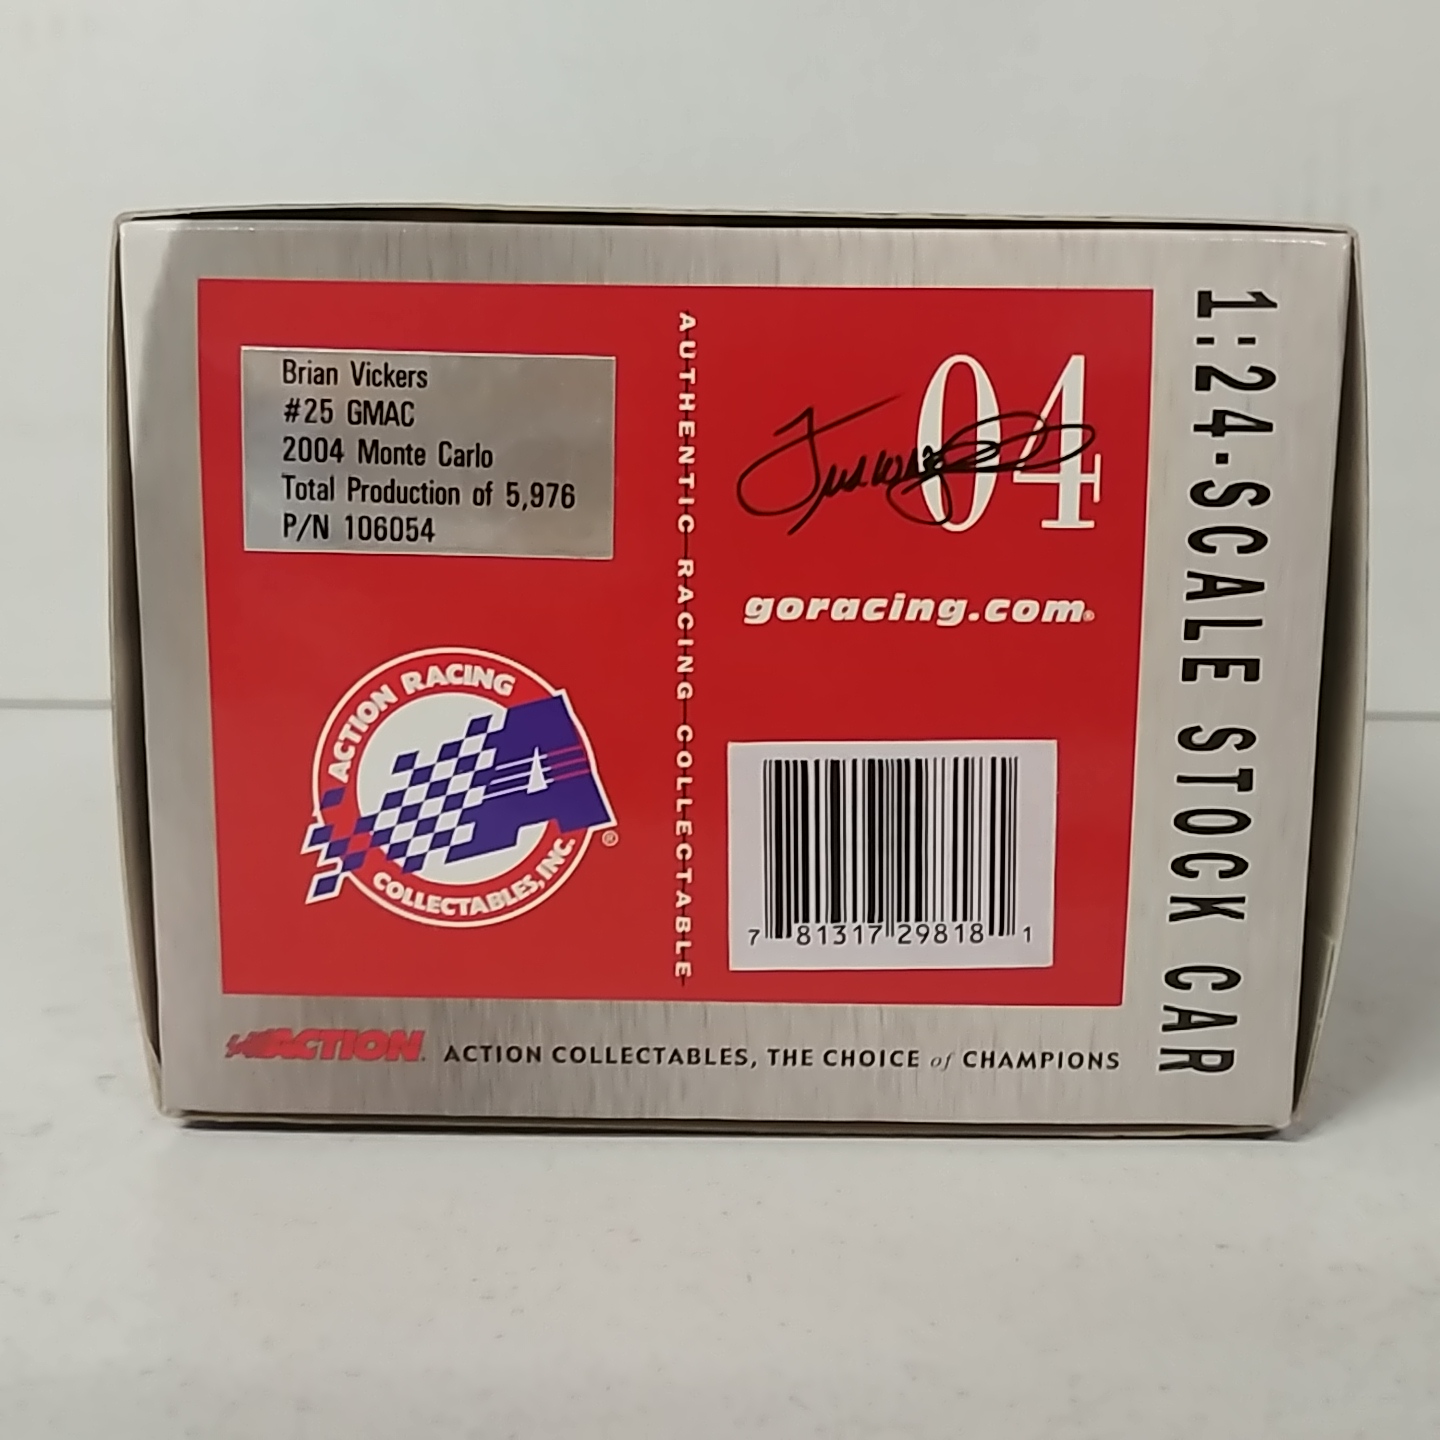 Brian Vickers
#25 GMAC
2004 Monte Carlo
Total Production of 5,976
P/N 106054
ACTION RACING
COLLECTABLES, INC.
®
AUTHENTIC RACING COLLECTABLE
04
goracing.com®
7 81317 29818 1
1:24-SCALE STOCK CAR
ACTION.
ACTION COLLECTABLES, THE CHOICE of CHAMPIONS